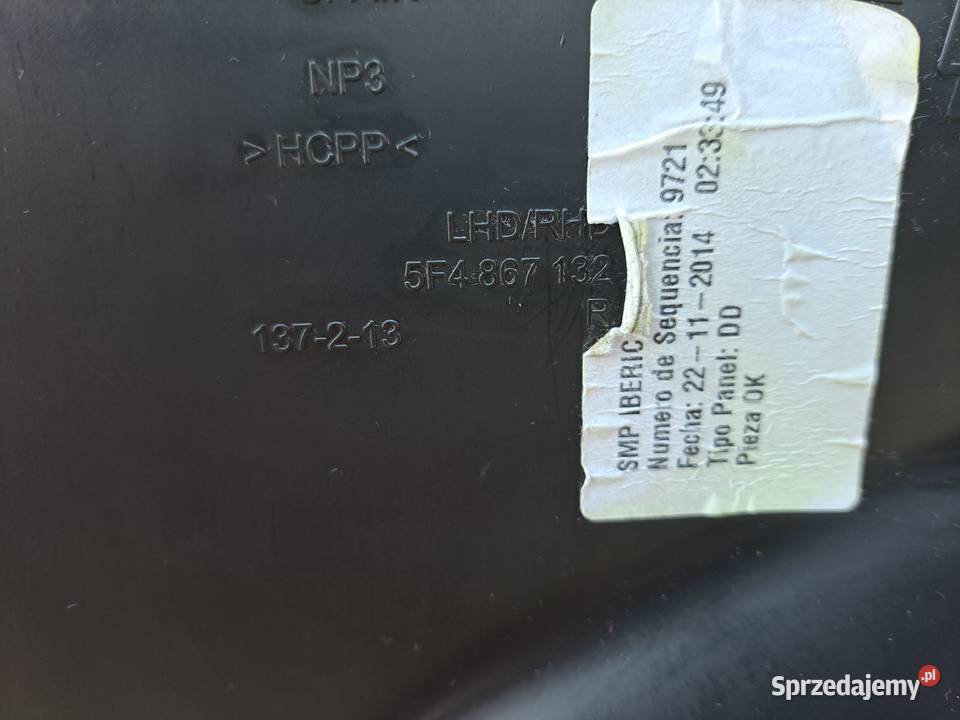 NP3
>HCPP<
LHD/RHD
5F4 867 132
R
137-2-13
SMP IBERIC
Numero de Sequencia: 9721
Fecha: 22-11-2014 02:33:49
Tipo Panel: DD
Pieza OK
Sprzedajemy.pl